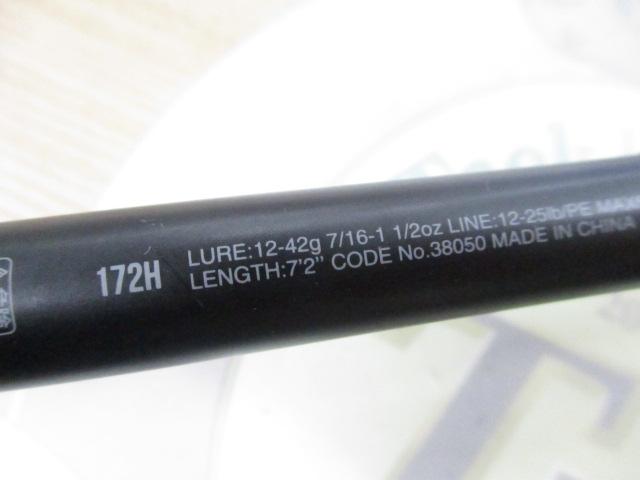 172H
LURE:12-42g 7/16-1 1/2oz LINE:12-25lb/PE MAX
LENGTH:7'2" CODE No.38050 MADE IN CHINA